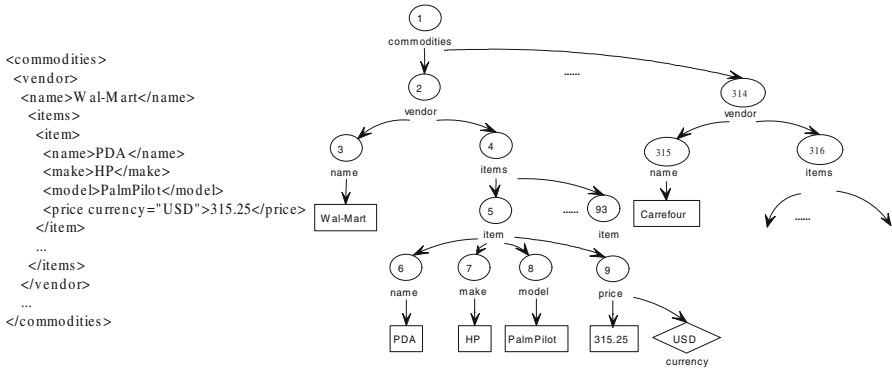 <commodities>
<vendor>
<name>Wal-Mart</name>
<items>
<item>
<name>PDA</name>
<make>HP</make>
<model>PalmPilot</model>
<price currency="USD">315.25</price>
</item>
...
</items>
</vendor>
...
</commodities>
1
commodities
......
2
vendor
314
vendor
3
name
4
items
315
name
316
items
Wal-Mart
5
item
......
93
item
Carrefour
......
6
name
7
make
8
model
9
price
PDA
HP
PalmPilot
315.25
USD
currency